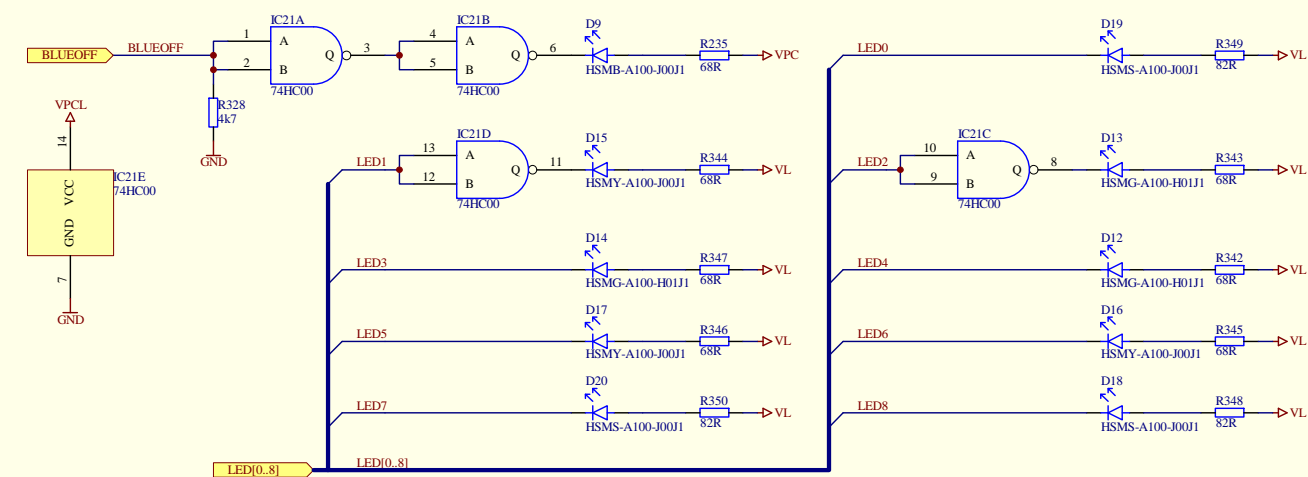 BLUEOFF
BLUEOFF
IC21A
1
A
2
B
Q
3
74HC00
IC21B
4
A
5
B
Q
6
74HC00
D9
HSMB-A100-J00J1
R235
68R
VPC
LED0
D19
HSMS-A100-J00J1
R349
82R
VL
R328
4k7
GND
VPCL
14
IC21E
74HC00
VCC
GND
7
GND
LED1
IC21D
13
A
12
B
Q
11
74HC00
D15
HSMY-A100-J00J1
R344
68R
VL
LED2
IC21C
10
A
9
B
Q
8
74HC00
D13
HSMG-A100-H01J1
R343
68R
VL
LED3
D14
HSMG-A100-H01J1
R347
68R
VL
LED4
D12
HSMG-A100-H01J1
R342
68R
VL
LED5
D17
HSMY-A100-J00J1
R346
68R
VL
LED6
D16
HSMY-A100-J00J1
R345
68R
VL
LED7
D20
HSMS-A100-J00J1
R350
82R
VL
LED8
D18
HSMS-A100-J00J1
R348
82R
VL
LED[0..8]
LED[0..8]